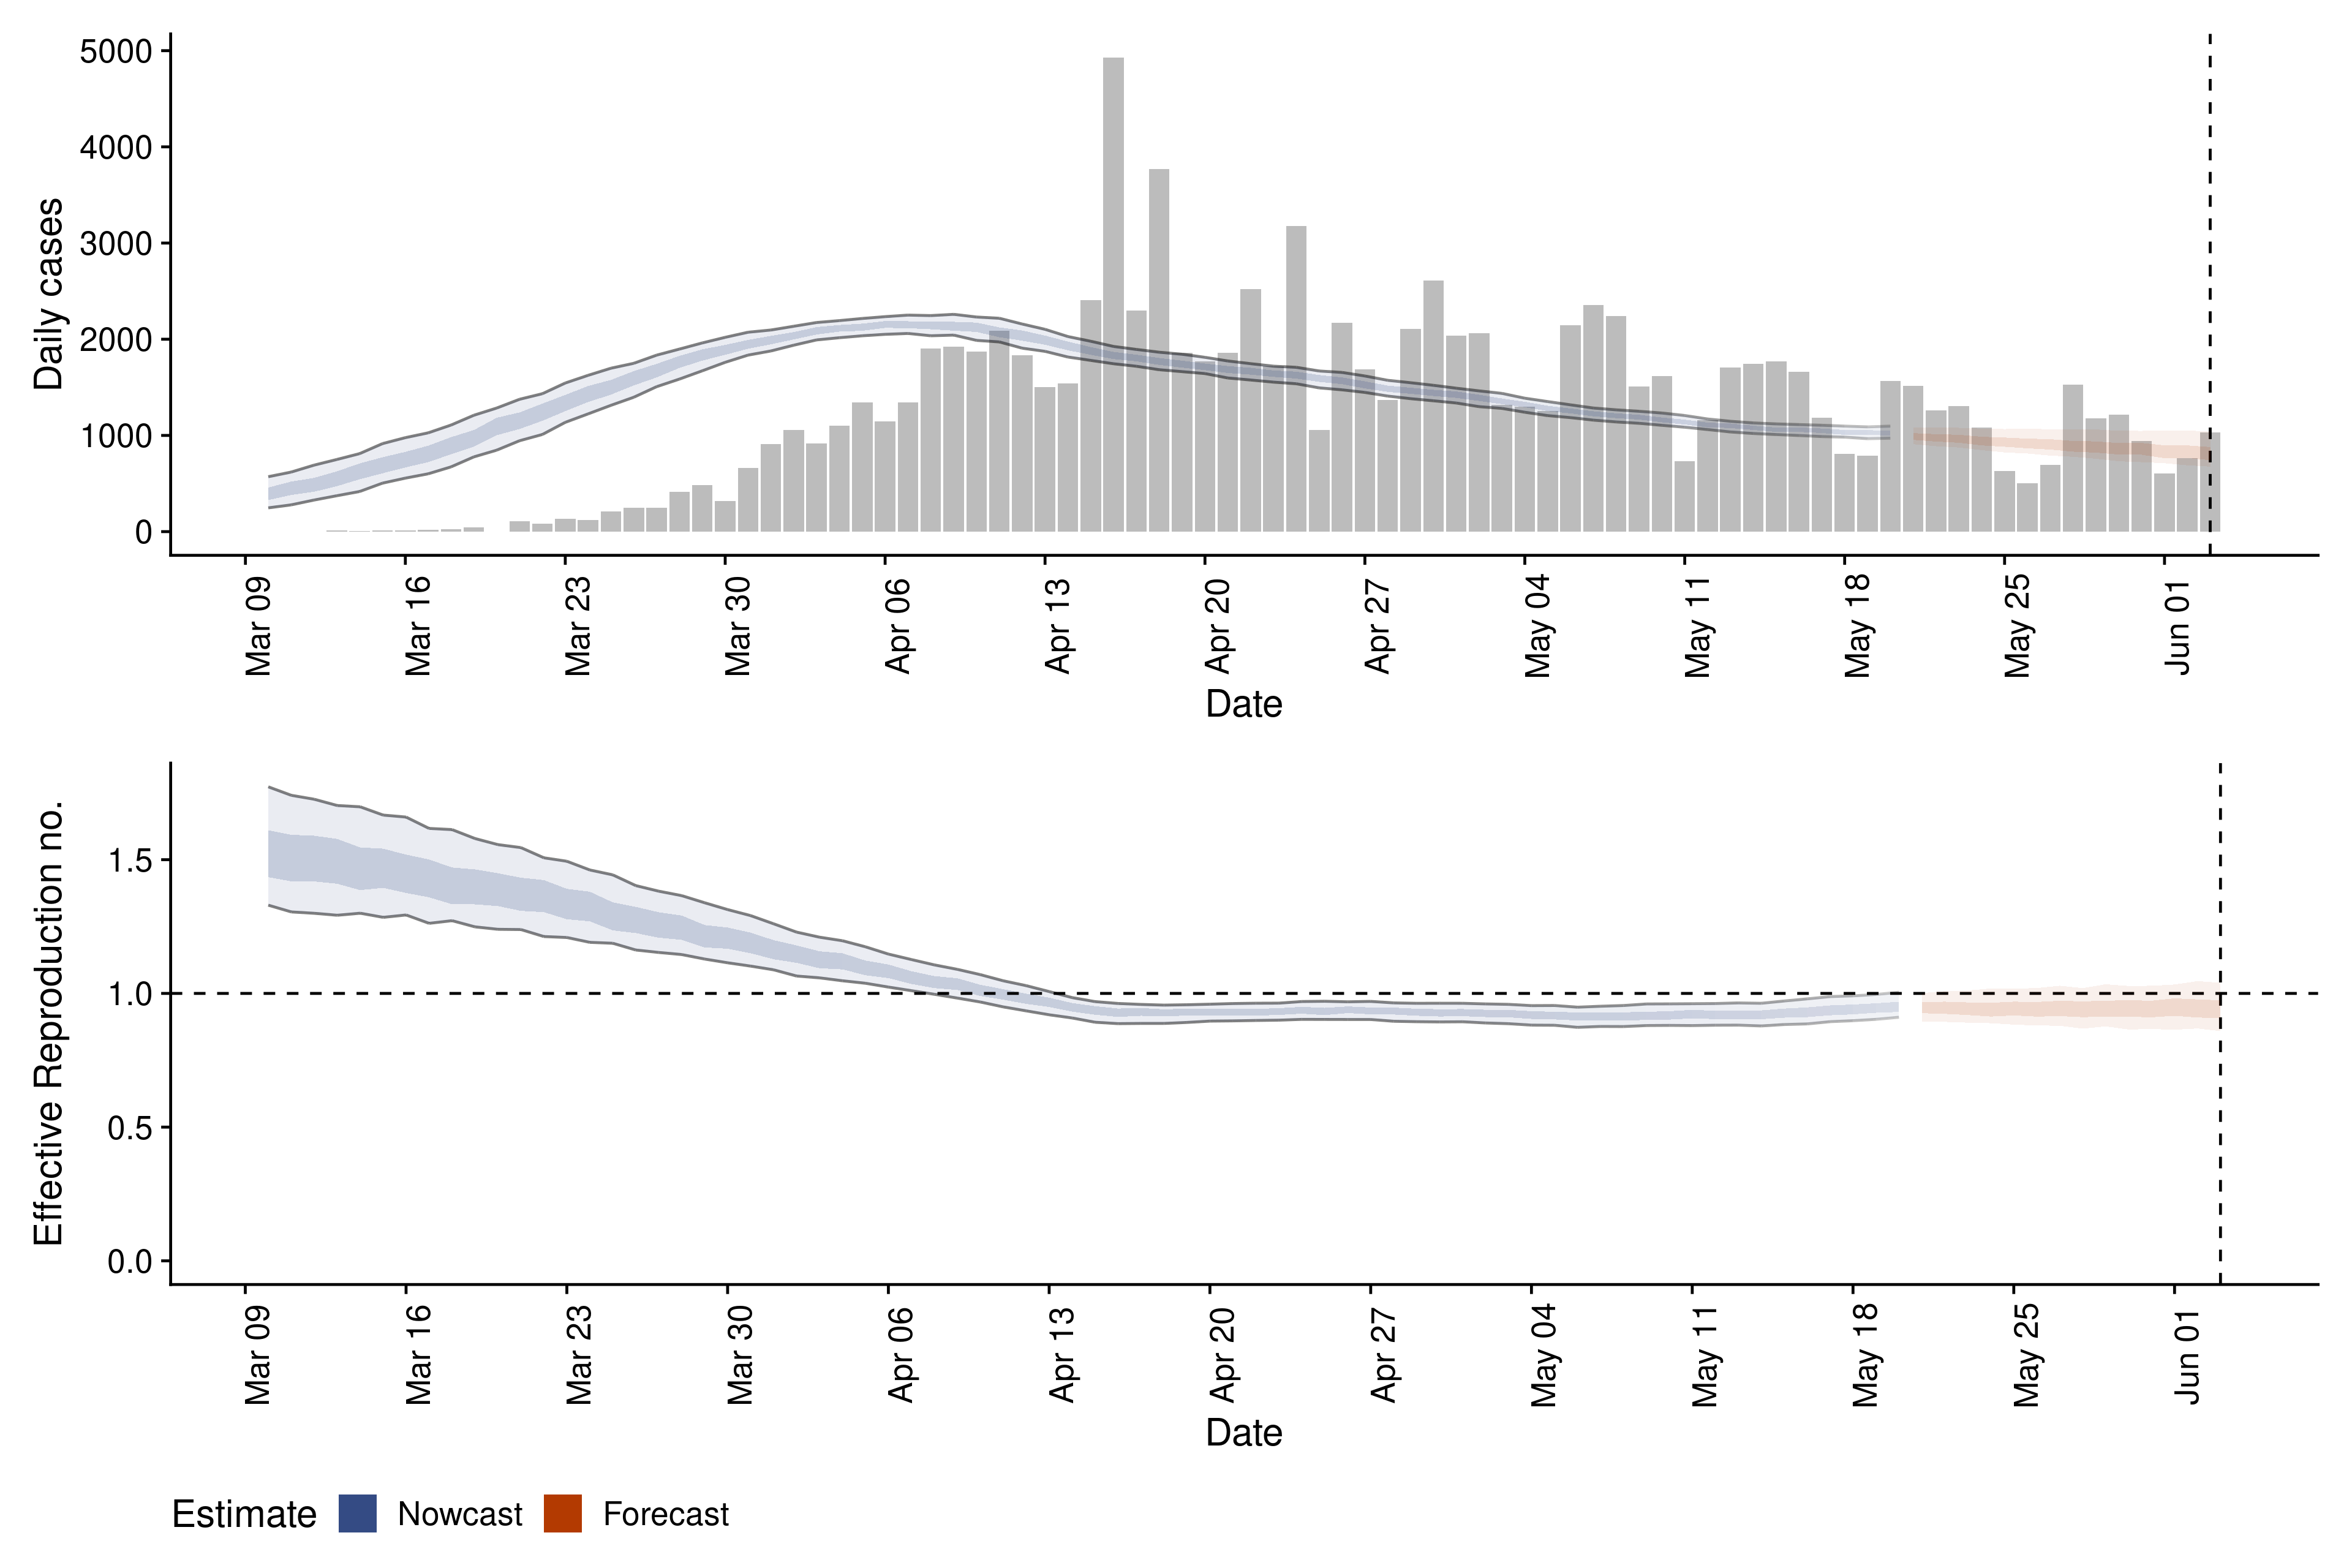 Daily cases
5000
4000
3000
2000
1000
0
Mar 09 Mar 16 Mar 23 Mar 30 Apr 06 Apr 13 Apr 20 Apr 27 May 04 May 11 May 18 May 25 Jun 01
Date
Effective Reproduction no.
1.5
1.0
0.5
0.0
Mar 09 Mar 16 Mar 23 Mar 30 Apr 06 Apr 13 Apr 20 Apr 27 May 04 May 11 May 18 May 25 Jun 01
Date
Estimate Nowcast Forecast